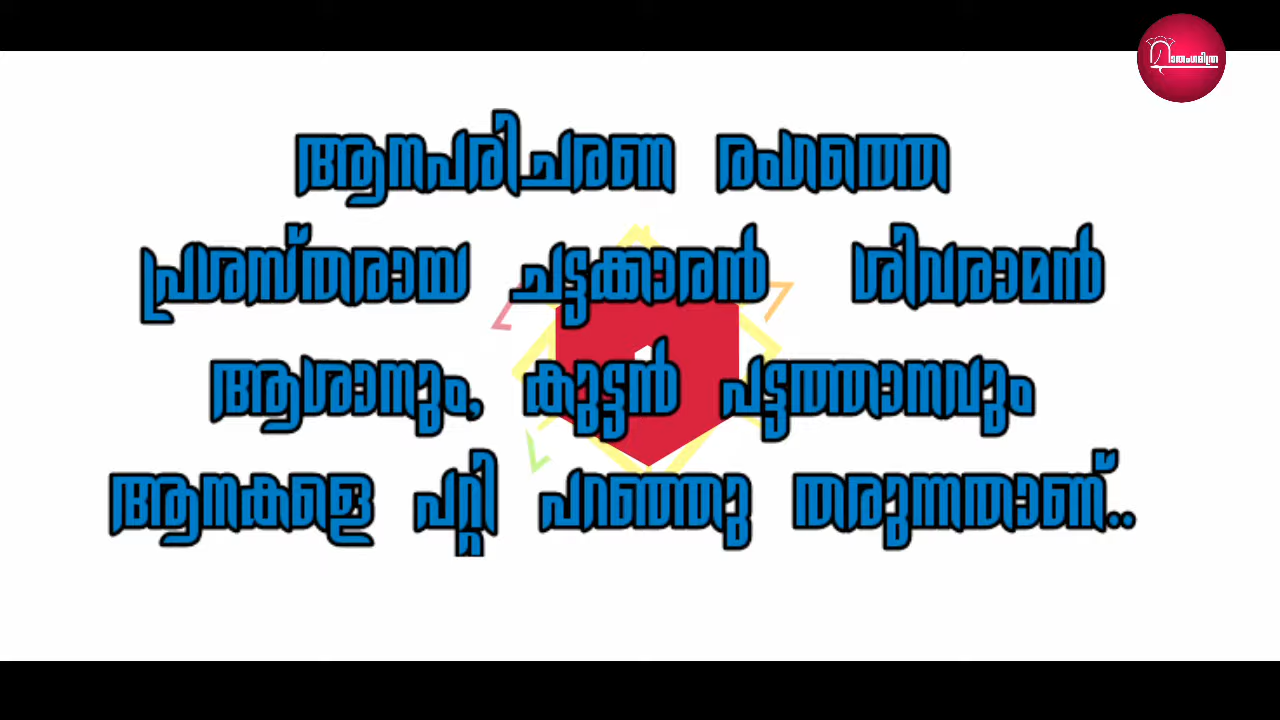 മാതംഗമിത്ര
ആനപരിചരണ രംഗത്തെ
പ്രശസ്തരായ ചട്ടക്കാരൻ ശിവരാമൻ
ആശാനും, കുട്ടൻ പട്ടത്താനവും
ആനകളെ പറ്റി പറഞ്ഞു തരുന്നതാണ്..